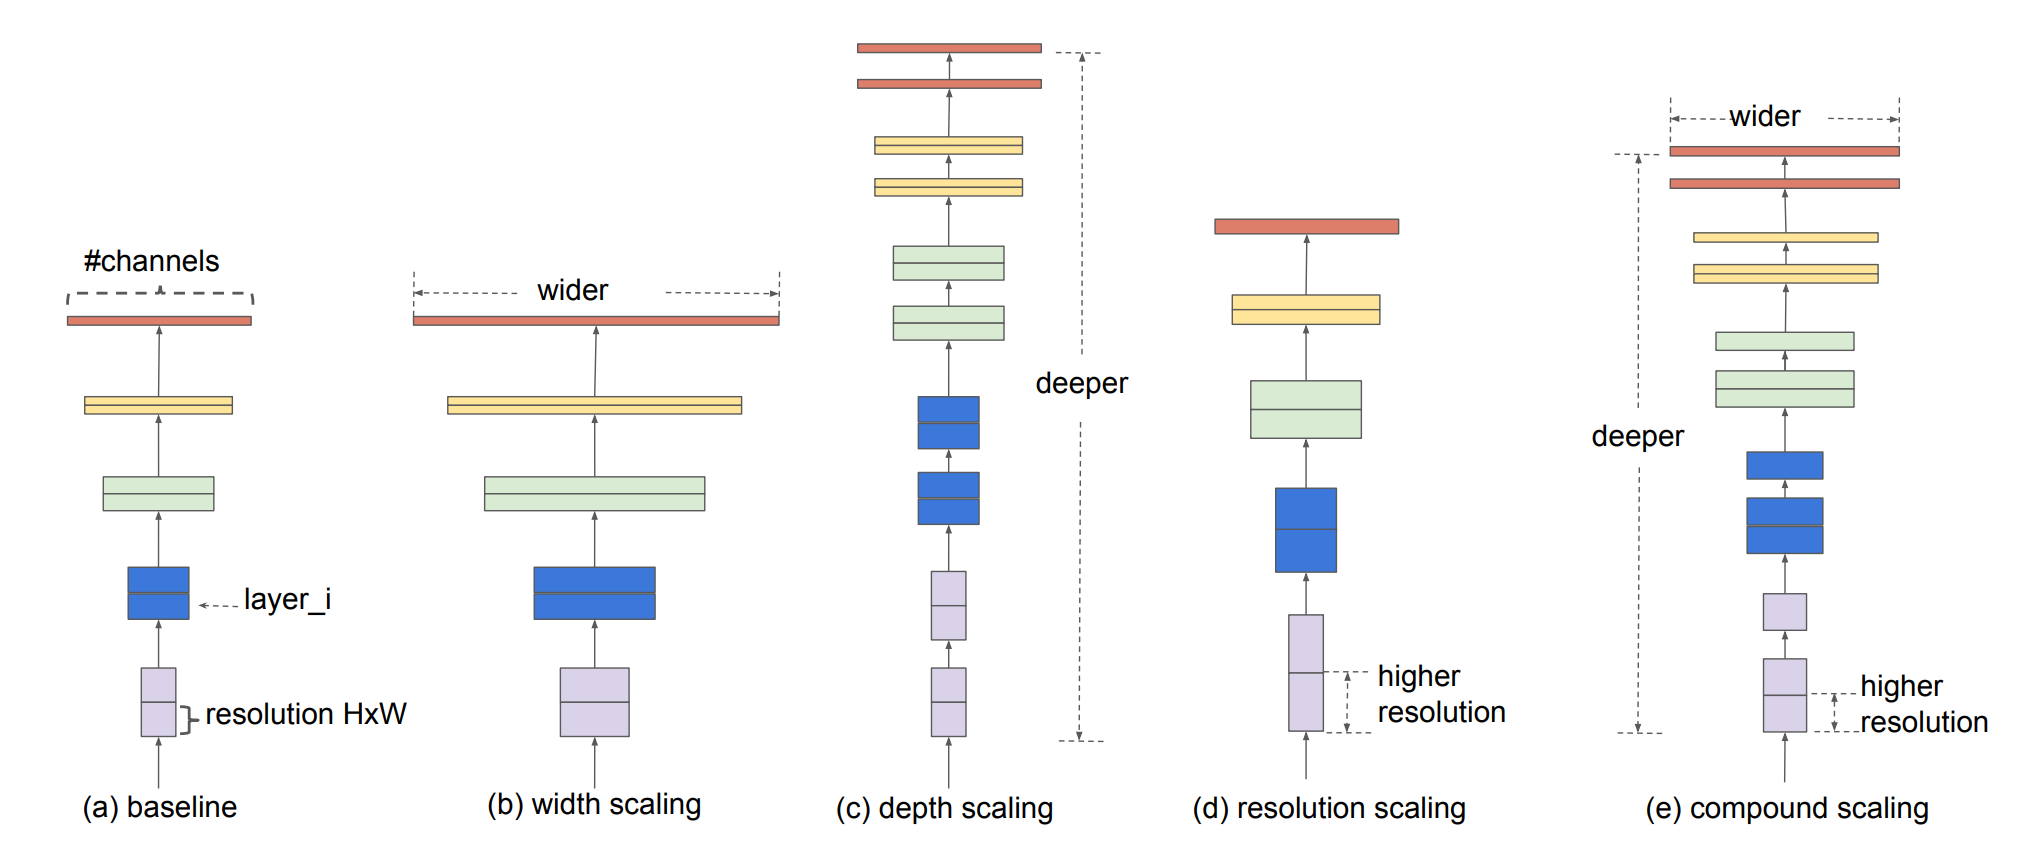 #channels
layer_i
resolution HxW
(a) baseline
wider
(b) width scaling
deeper
(c) depth scaling
higher
resolution
(d) resolution scaling
wider
deeper
higher
resolution
(e) compound scaling